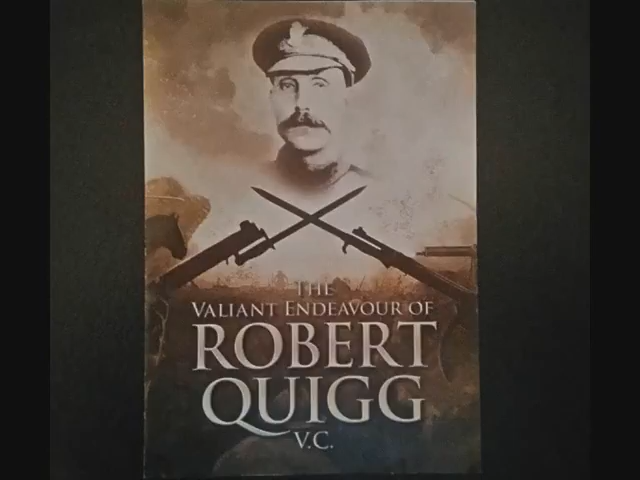 THE
VALIANT ENDEAVOUR OF
ROBERT
QUIGG
V.C.